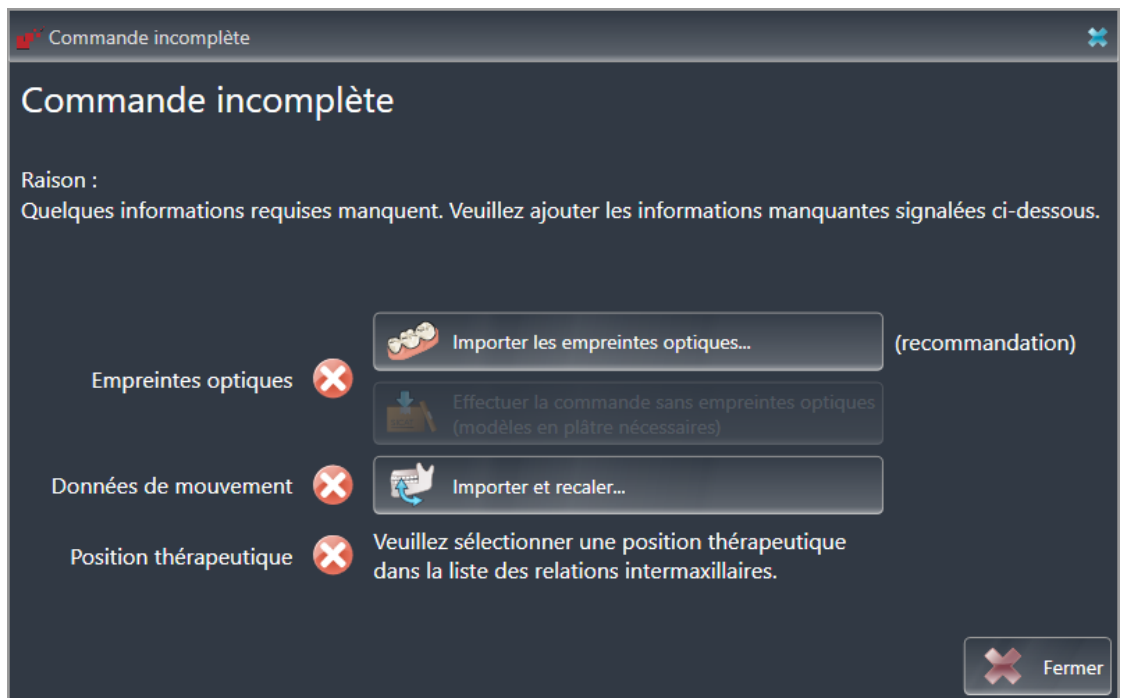 Commande incomplète
Commande incomplète
Raison :
Quelques informations requises manquent. Veuillez ajouter les informations manquantes signalées ci-dessous.
Empreintes optiques
Importer les empreintes optiques...
(recommandation)
Effectuer la commande sans empreintes optiques
(modèles en plâtre nécessaires)
Données de mouvement
Importer et recaler...
Position thérapeutique
Veuillez sélectionner une position thérapeutique
dans la liste des relations intermaxillaires.
Fermer